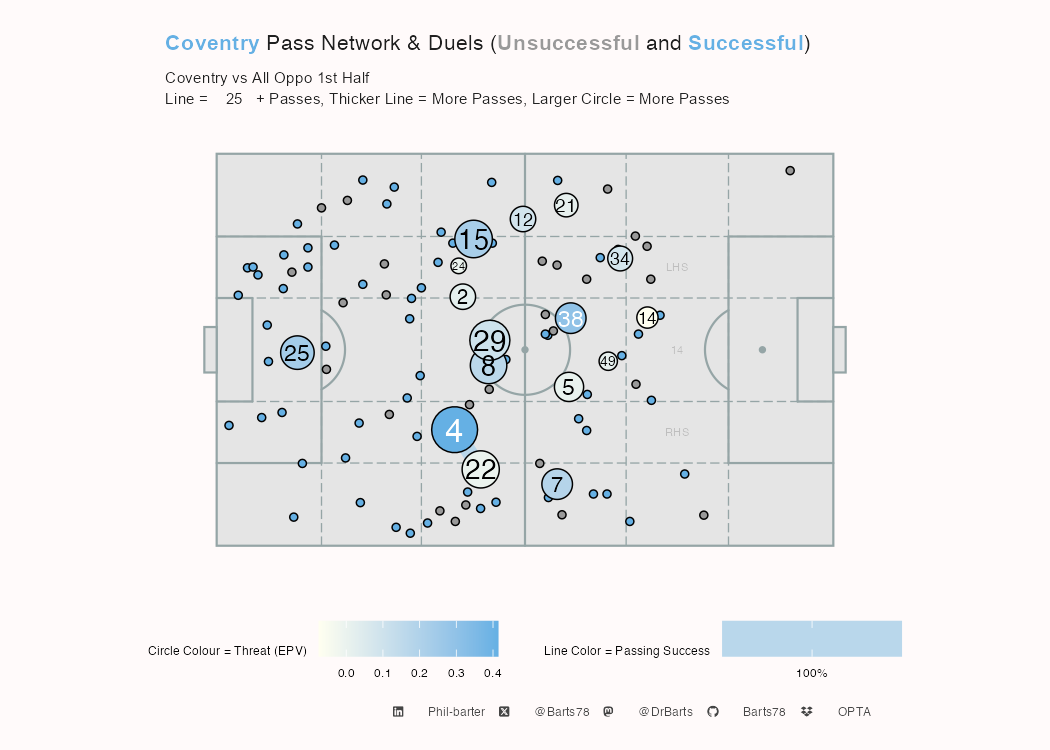 Coventry Pass Network & Duels (Unsuccessful and Successful)
Coventry vs All Oppo 1st Half
Line = 25 + Passes, Thicker Line = More Passes, Larger Circle = More Passes
21
12
15
24
34
LHS
2
38
14
29
25
14
8
49
5
4
RHS
22
7
Circle Colour = Threat (EPV)
0.0 0.1 0.2 0.3 0.4
Line Color = Passing Success
100%
Phil-barter @Barts78 @DrBarts Barts78 OPTA